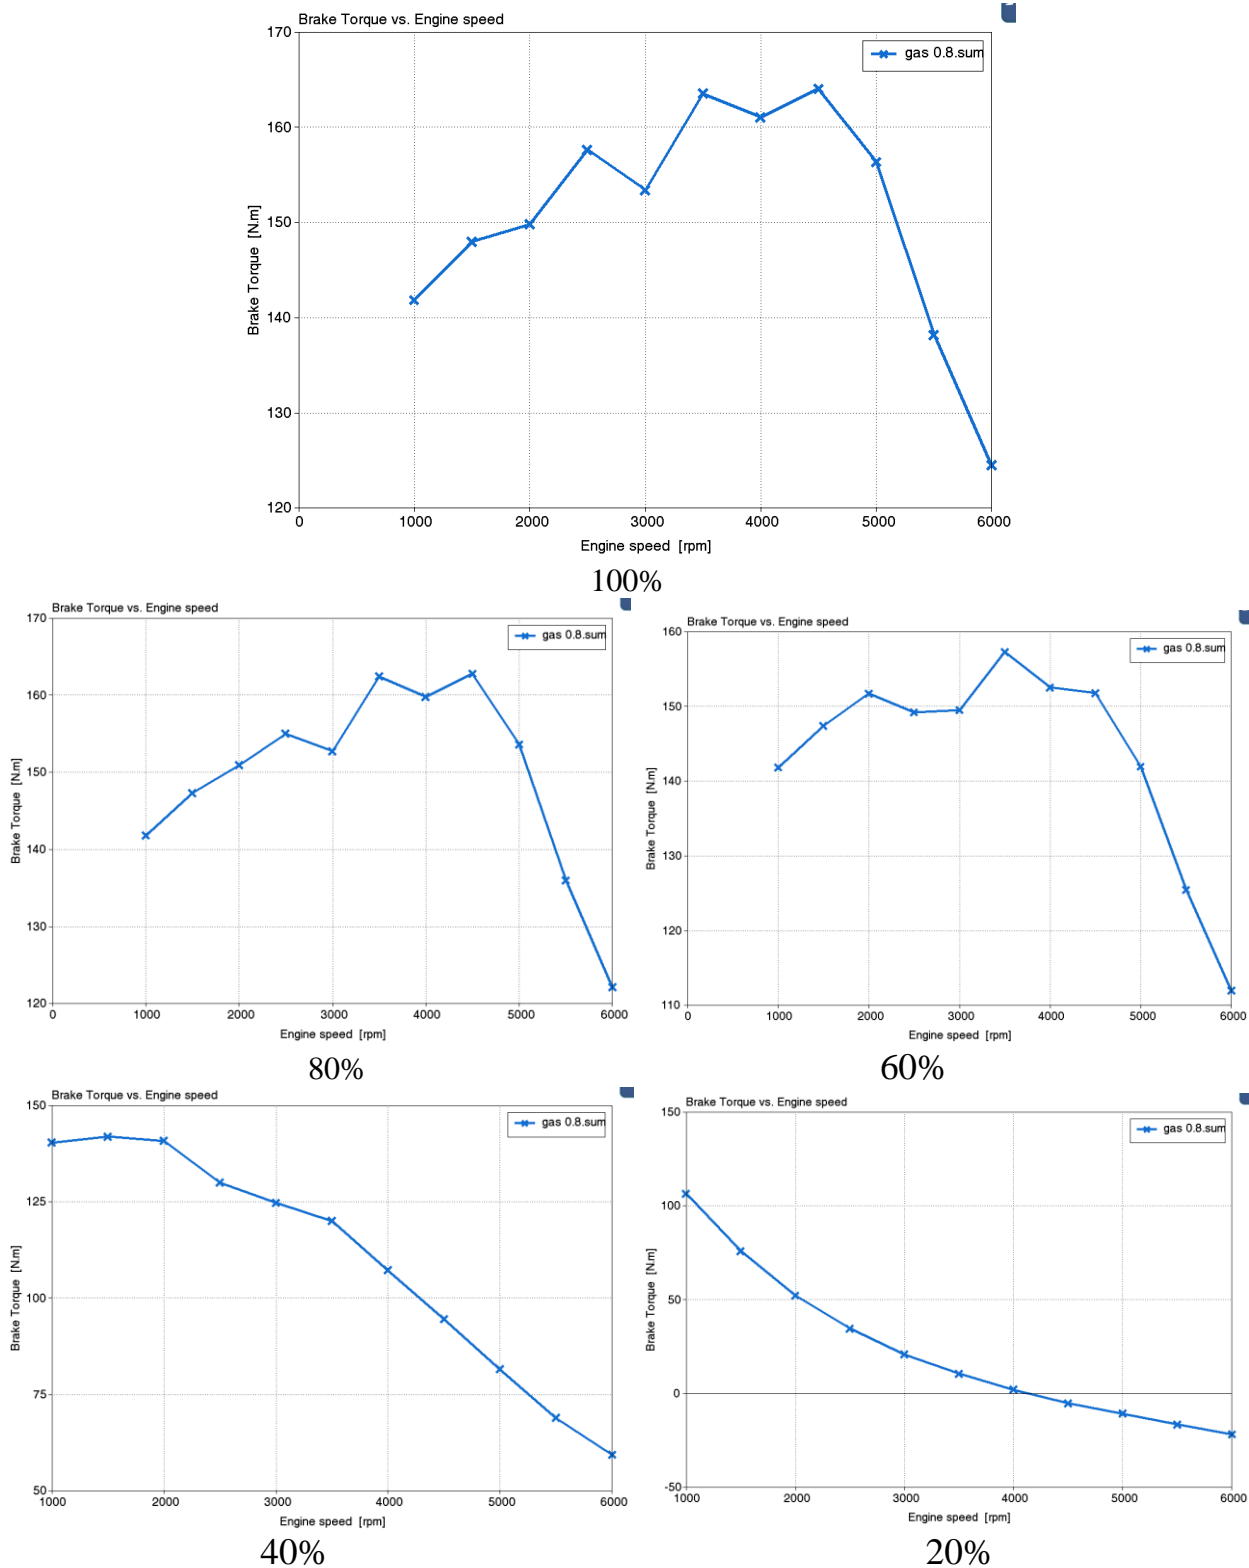 Brake Torque vs. Engine speed
gas 0.8.sum
170
160
150
140
130
120
Brake Torque [N.m]
0 1000 2000 3000 4000 5000 6000
Engine speed [rpm]
100%
Brake Torque vs. Engine speed
gas 0.8.sum
170
160
150
140
130
120
Brake Torque [N.m]
0 1000 2000 3000 4000 5000 6000
Engine speed [rpm]
80%
Brake Torque vs. Engine speed
gas 0.8.sum
160
150
140
130
120
110
Brake Torque [N.m]
0 1000 2000 3000 4000 5000 6000
Engine speed [rpm]
60%
Brake Torque vs. Engine speed
gas 0.8.sum
150
125
100
75
50
Brake Torque [N.m]
1000 2000 3000 4000 5000 6000
Engine speed [rpm]
40%
Brake Torque vs. Engine speed
gas 0.8.sum
150
100
50
0
-50
Brake Torque [N.m]
1000 2000 3000 4000 5000 6000
Engine speed [rpm]
20%